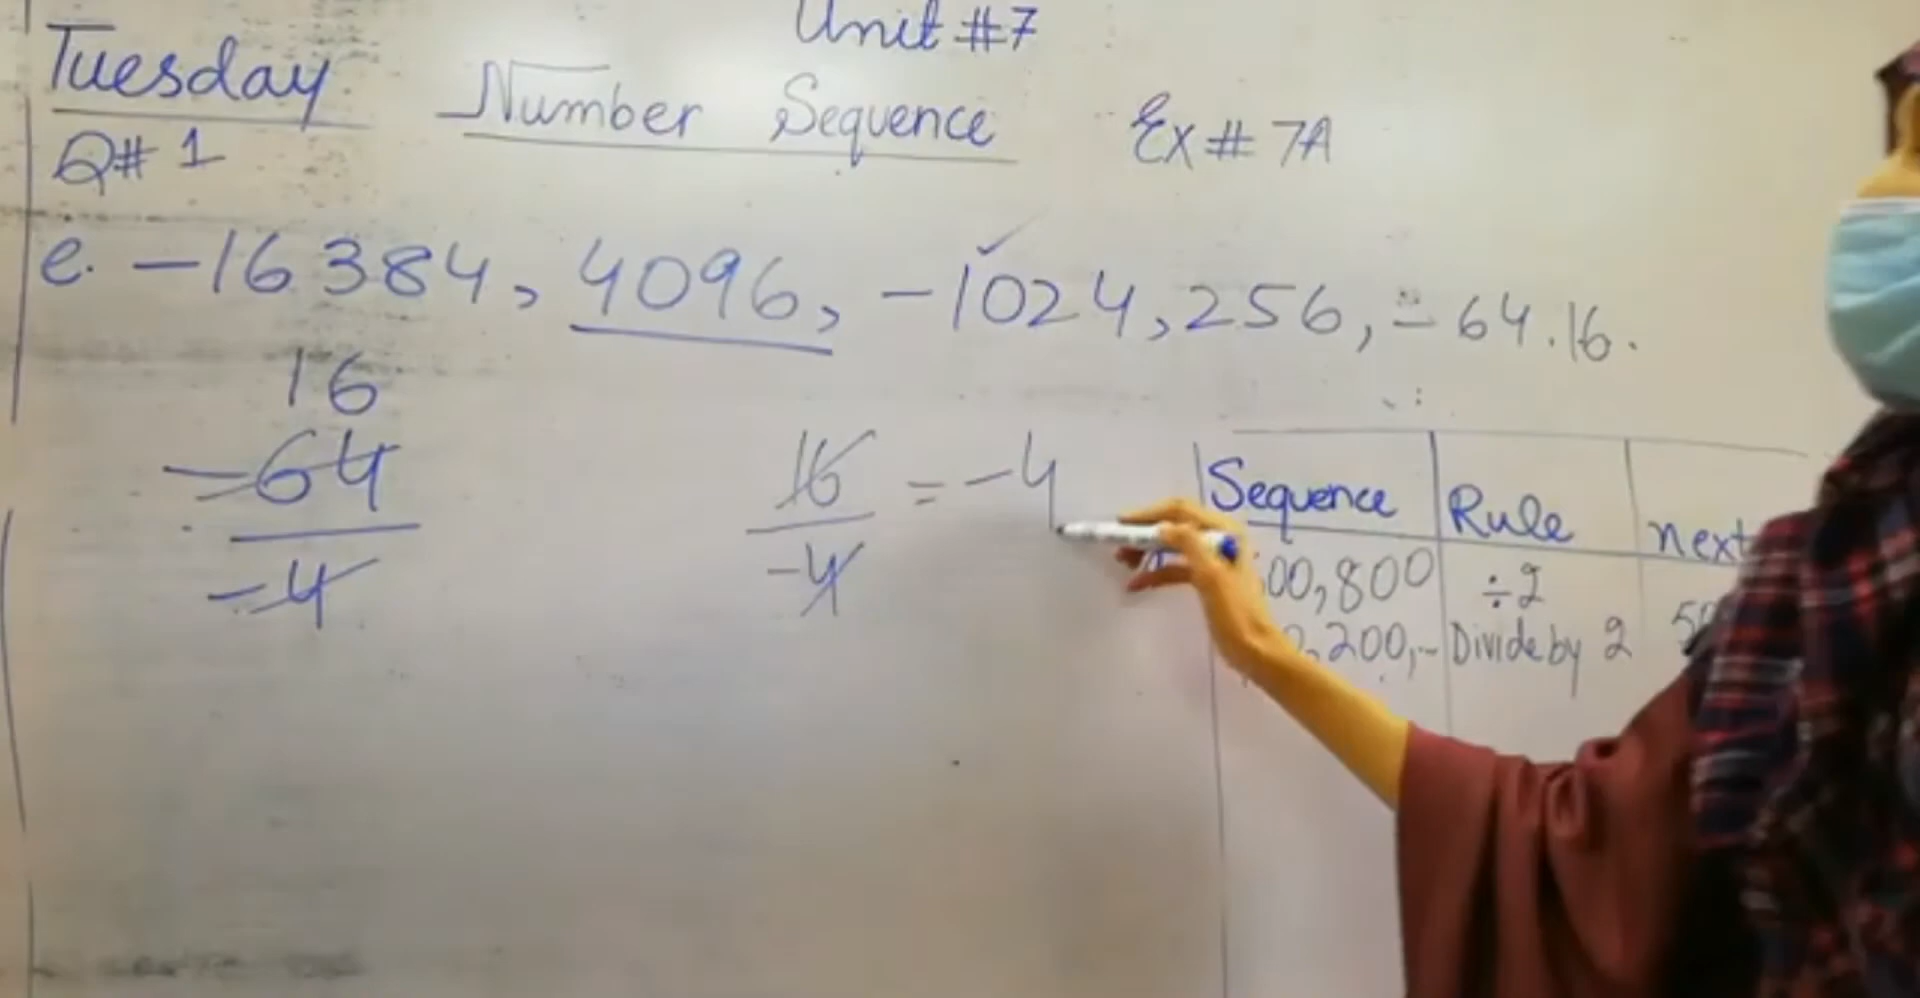 Unit #7
Tuesday Number Sequence Ex # 7A
Q# 1
e. -16384, 4096, -1024, 256, - 64. 16.
16
-64
-4
16 = -4
-4
Sequence Rule next
00,800 ÷2
200,-- Divide by 2